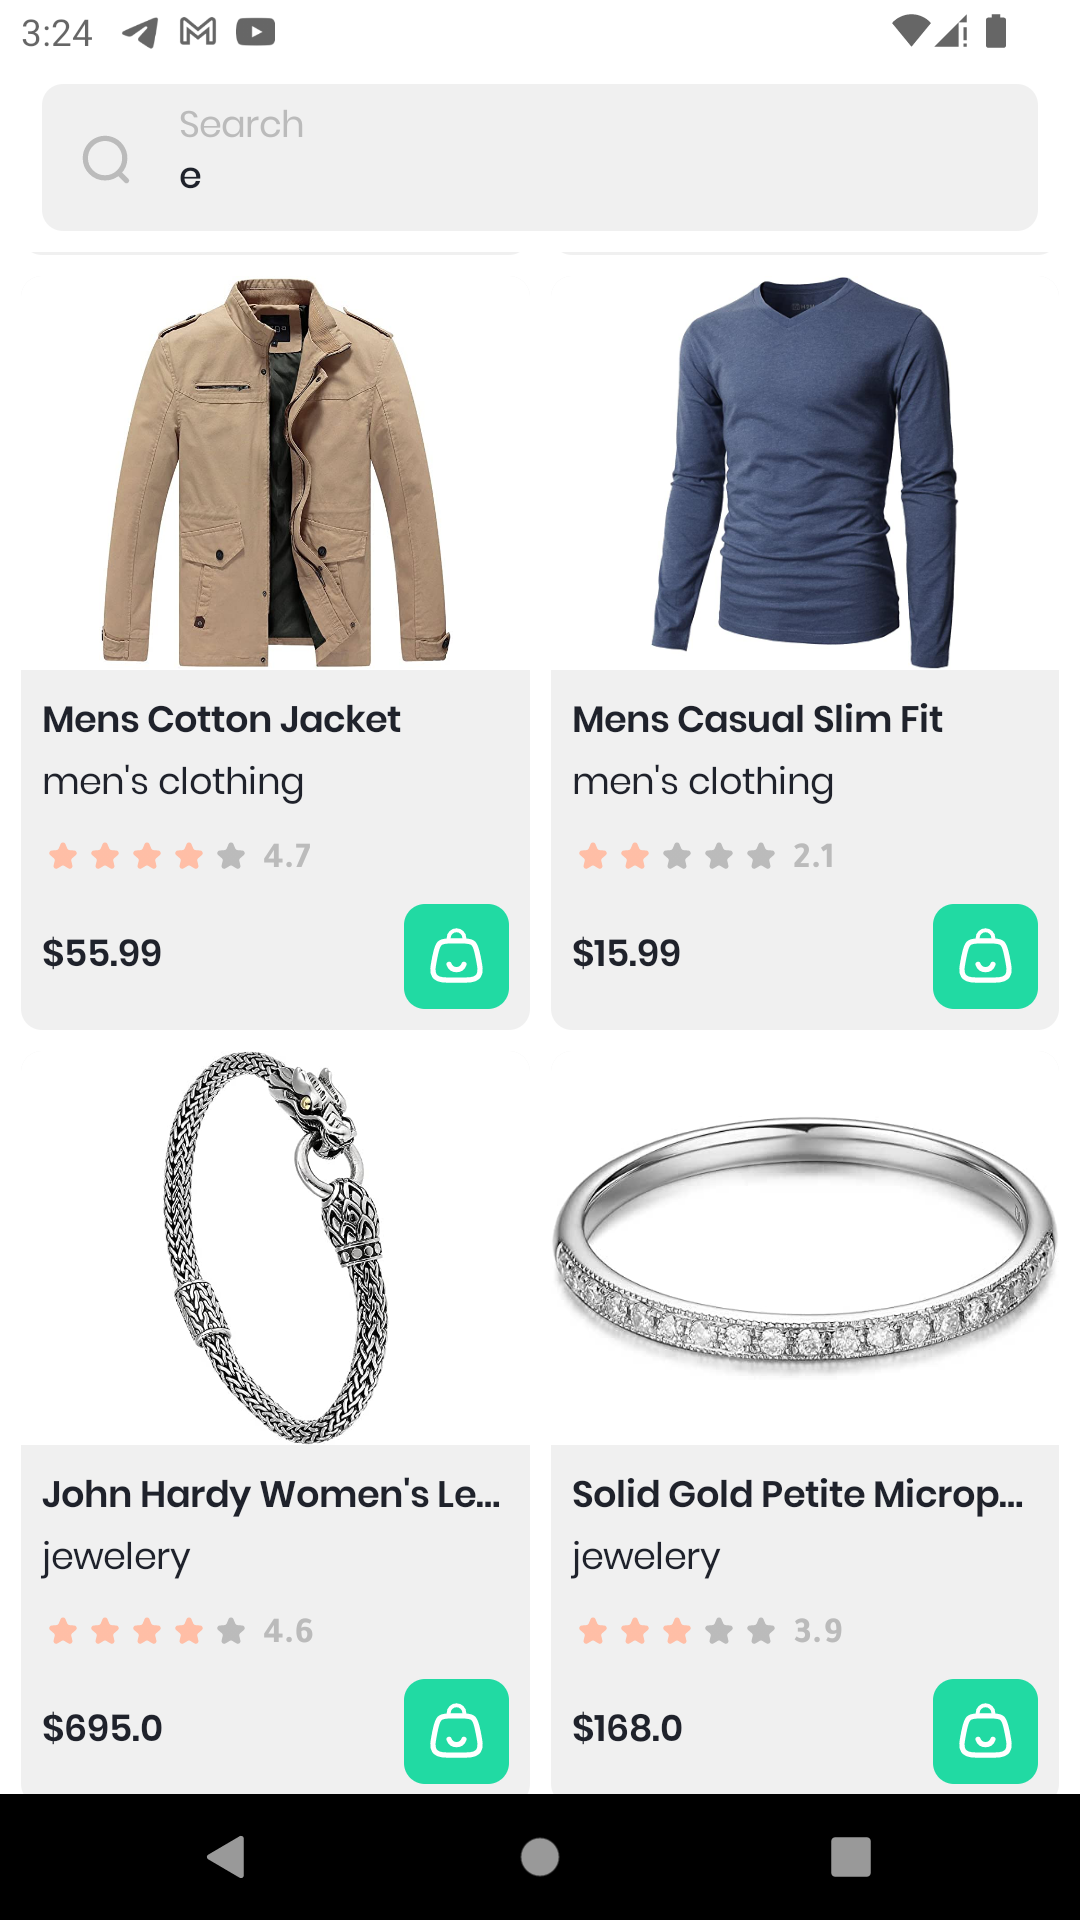 3:24
Search
e
Mens Cotton Jacket
men's clothing
4.7
$55.99
Mens Casual Slim Fit
men's clothing
2.1
$15.99
John Hardy Women's Le...
jewelery
4.6
$695.0
Solid Gold Petite Microp...
jewelery
3.9
$168.0